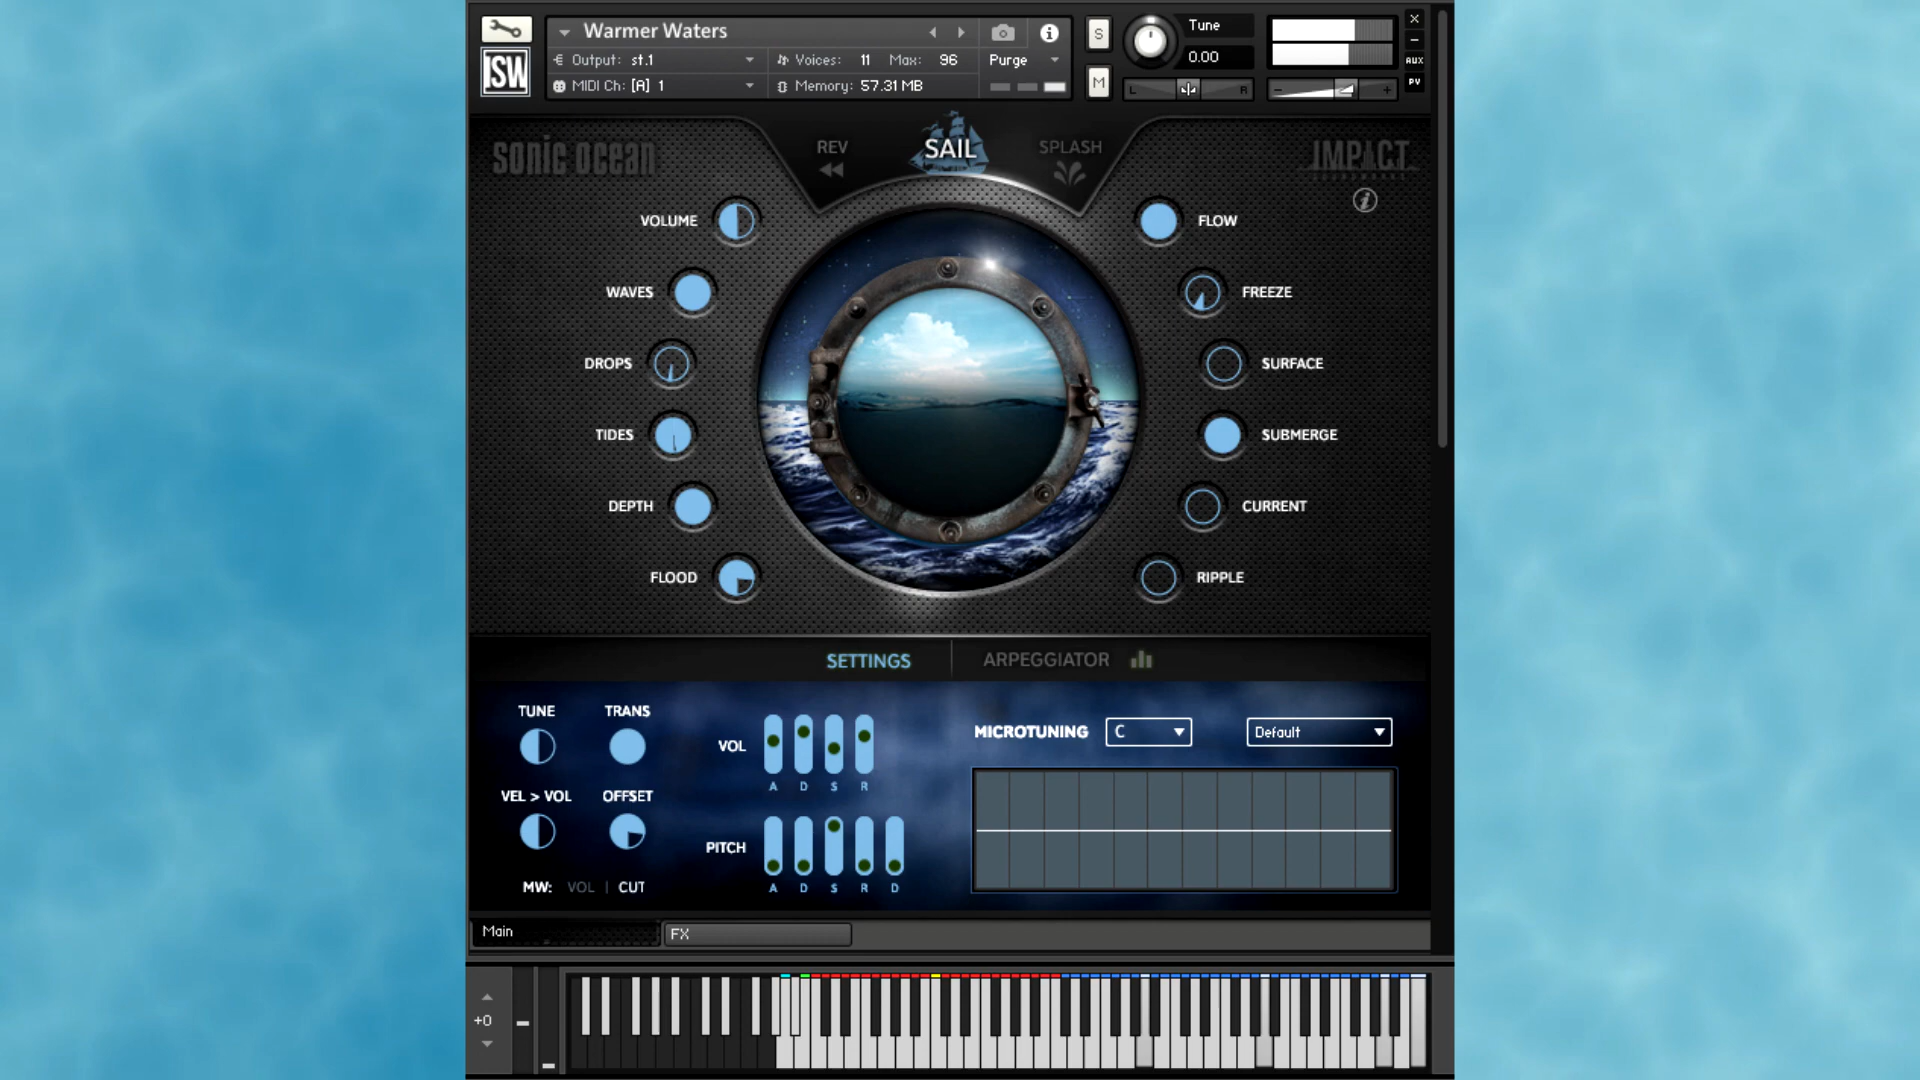 Warmer Waters
Output: st.1
Voices: 11 Max: 96
Purge
MIDI Ch: [A] 1
Memory: 57.31 MB
ISW
i
S
M
Tune
0.00
L R
- +
×
-
AUX
PV
sonic ocean
REV
SAIL
SPLASH
IMPACT
SOUNDWORKS
i
VOLUME
WAVES
DROPS
TIDES
DEPTH
FLOOD
FLOW
FREEZE
SURFACE
SUBMERGE
CURRENT
RIPPLE
SETTINGS
ARPEGGIATOR
TUNE TRANS
VEL > VOL OFFSET
MW: VOL | CUT
VOL
A D S R
PITCH
A D S R D
MICROTUNING C Default
Main
FX
+0